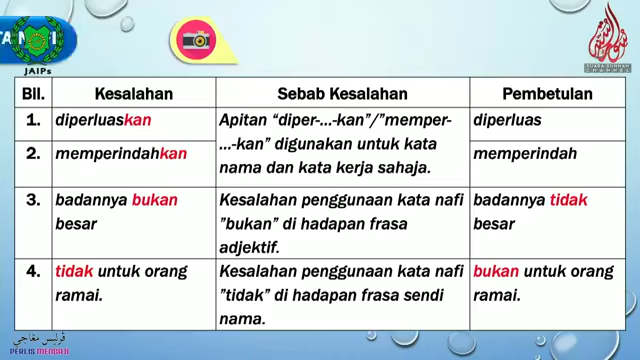 JAIPs
SUARA SUNNAH
CHANNEL
Bil. Kesalahan Sebab Kesalahan Pembetulan
1. diperluaskan Apitan “diper-...-kan”/”memper- diperluas
...-kan” digunakan untuk kata
2. memperindahkan nama dan kata kerja sahaja. memperindah
3. badannya bukan Kesalahan penggunaan kata nafi badannya tidak
besar ”bukan” di hadapan frasa besar
adjektif.
4. tidak untuk orang Kesalahan penggunaan kata nafi bukan untuk orang
ramai. ”tidak” di hadapan frasa sendi ramai.
nama.
ڤرليس مڠاجي
PERLIS MENGAJI